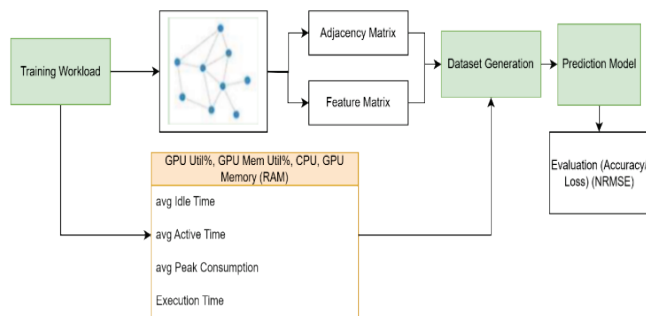 Training Workload
Adjacency Matrix
Feature Matrix
Dataset Generation
Prediction Model
Evaluation (Accuracy/
Loss) (NRMSE)
GPU Util%, GPU Mem Util%, CPU, GPU
Memory (RAM)
avg Idle Time
avg Active Time
avg Peak Consumption
Execution Time